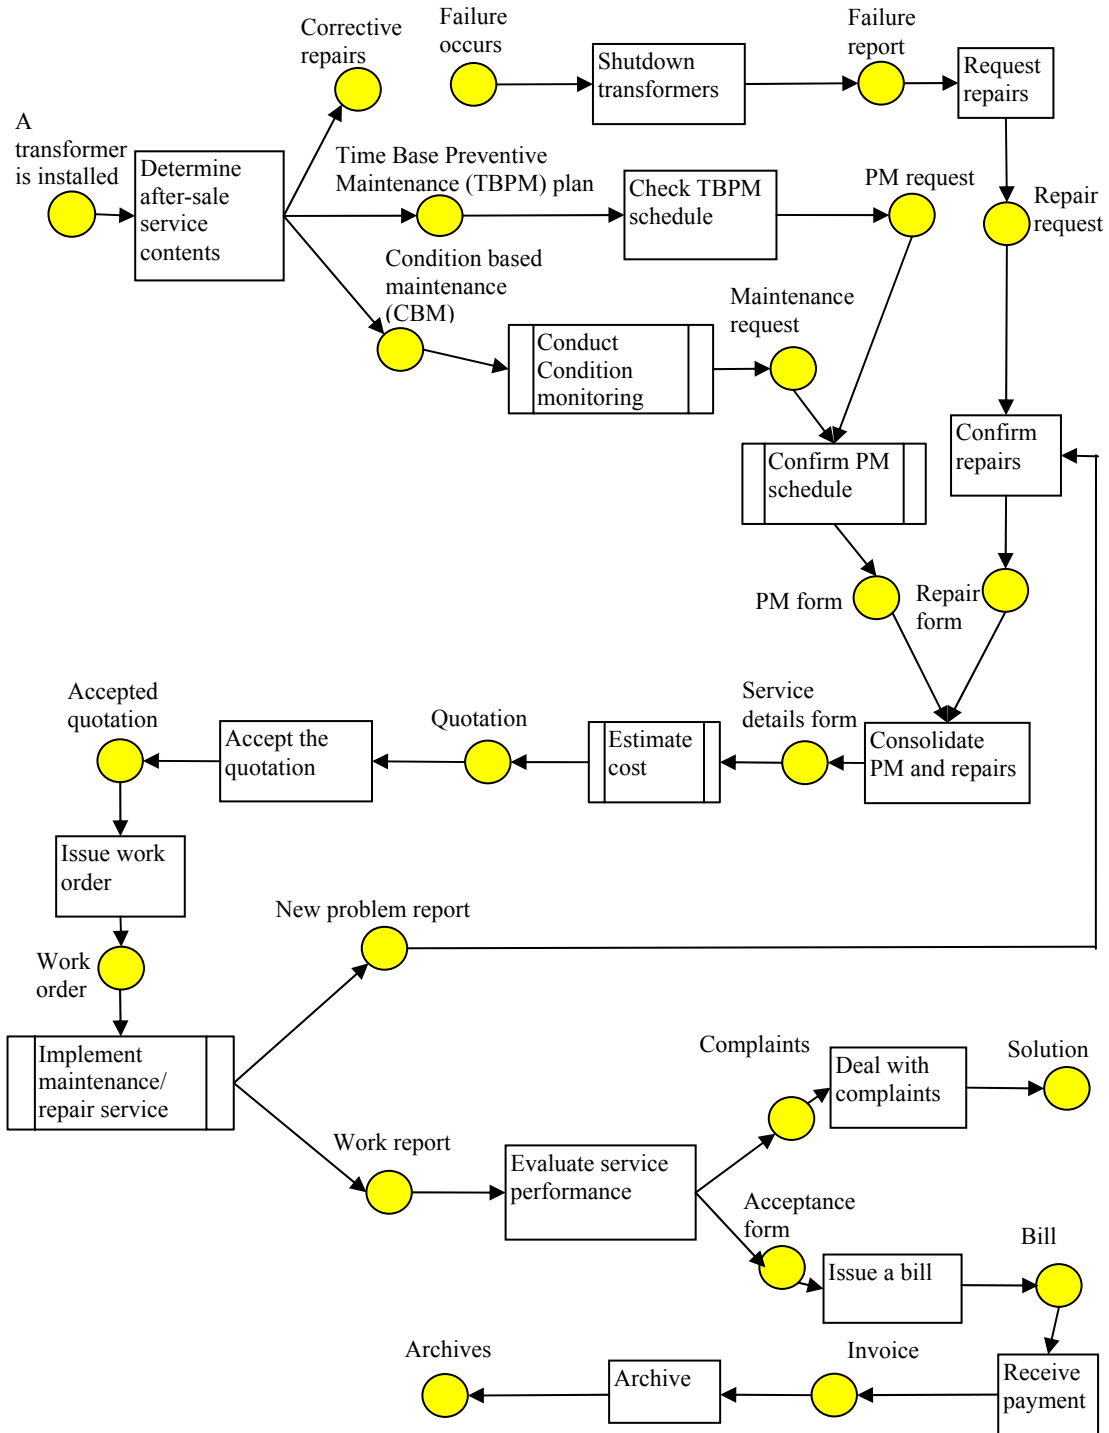 Corrective
repairs
Failure
occurs
Failure
report
Shutdown
transformers
Request
repairs
A
transformer
is installed
Determine
after-sale
service
contents
Time Base Preventive
Maintenance (TBPM) plan
Check TBPM
schedule
PM request
Repair
request
Condition based
maintenance
(CBM)
Conduct
Condition
monitoring
Maintenance
request
Confirm PM
schedule
Confirm
repairs
PM form
Repair
form
Accepted
quotation
Accept the
quotation
Quotation
Estimate
cost
Service
details form
Consolidate
PM and repairs
Issue work
order
New problem report
Work
order
Implement
maintenance/
repair service
Work report
Evaluate service
performance
Complaints
Deal with
complaints
Solution
Acceptance
form
Issue a bill
Bill
Archives
Archive
Invoice
Receive
payment